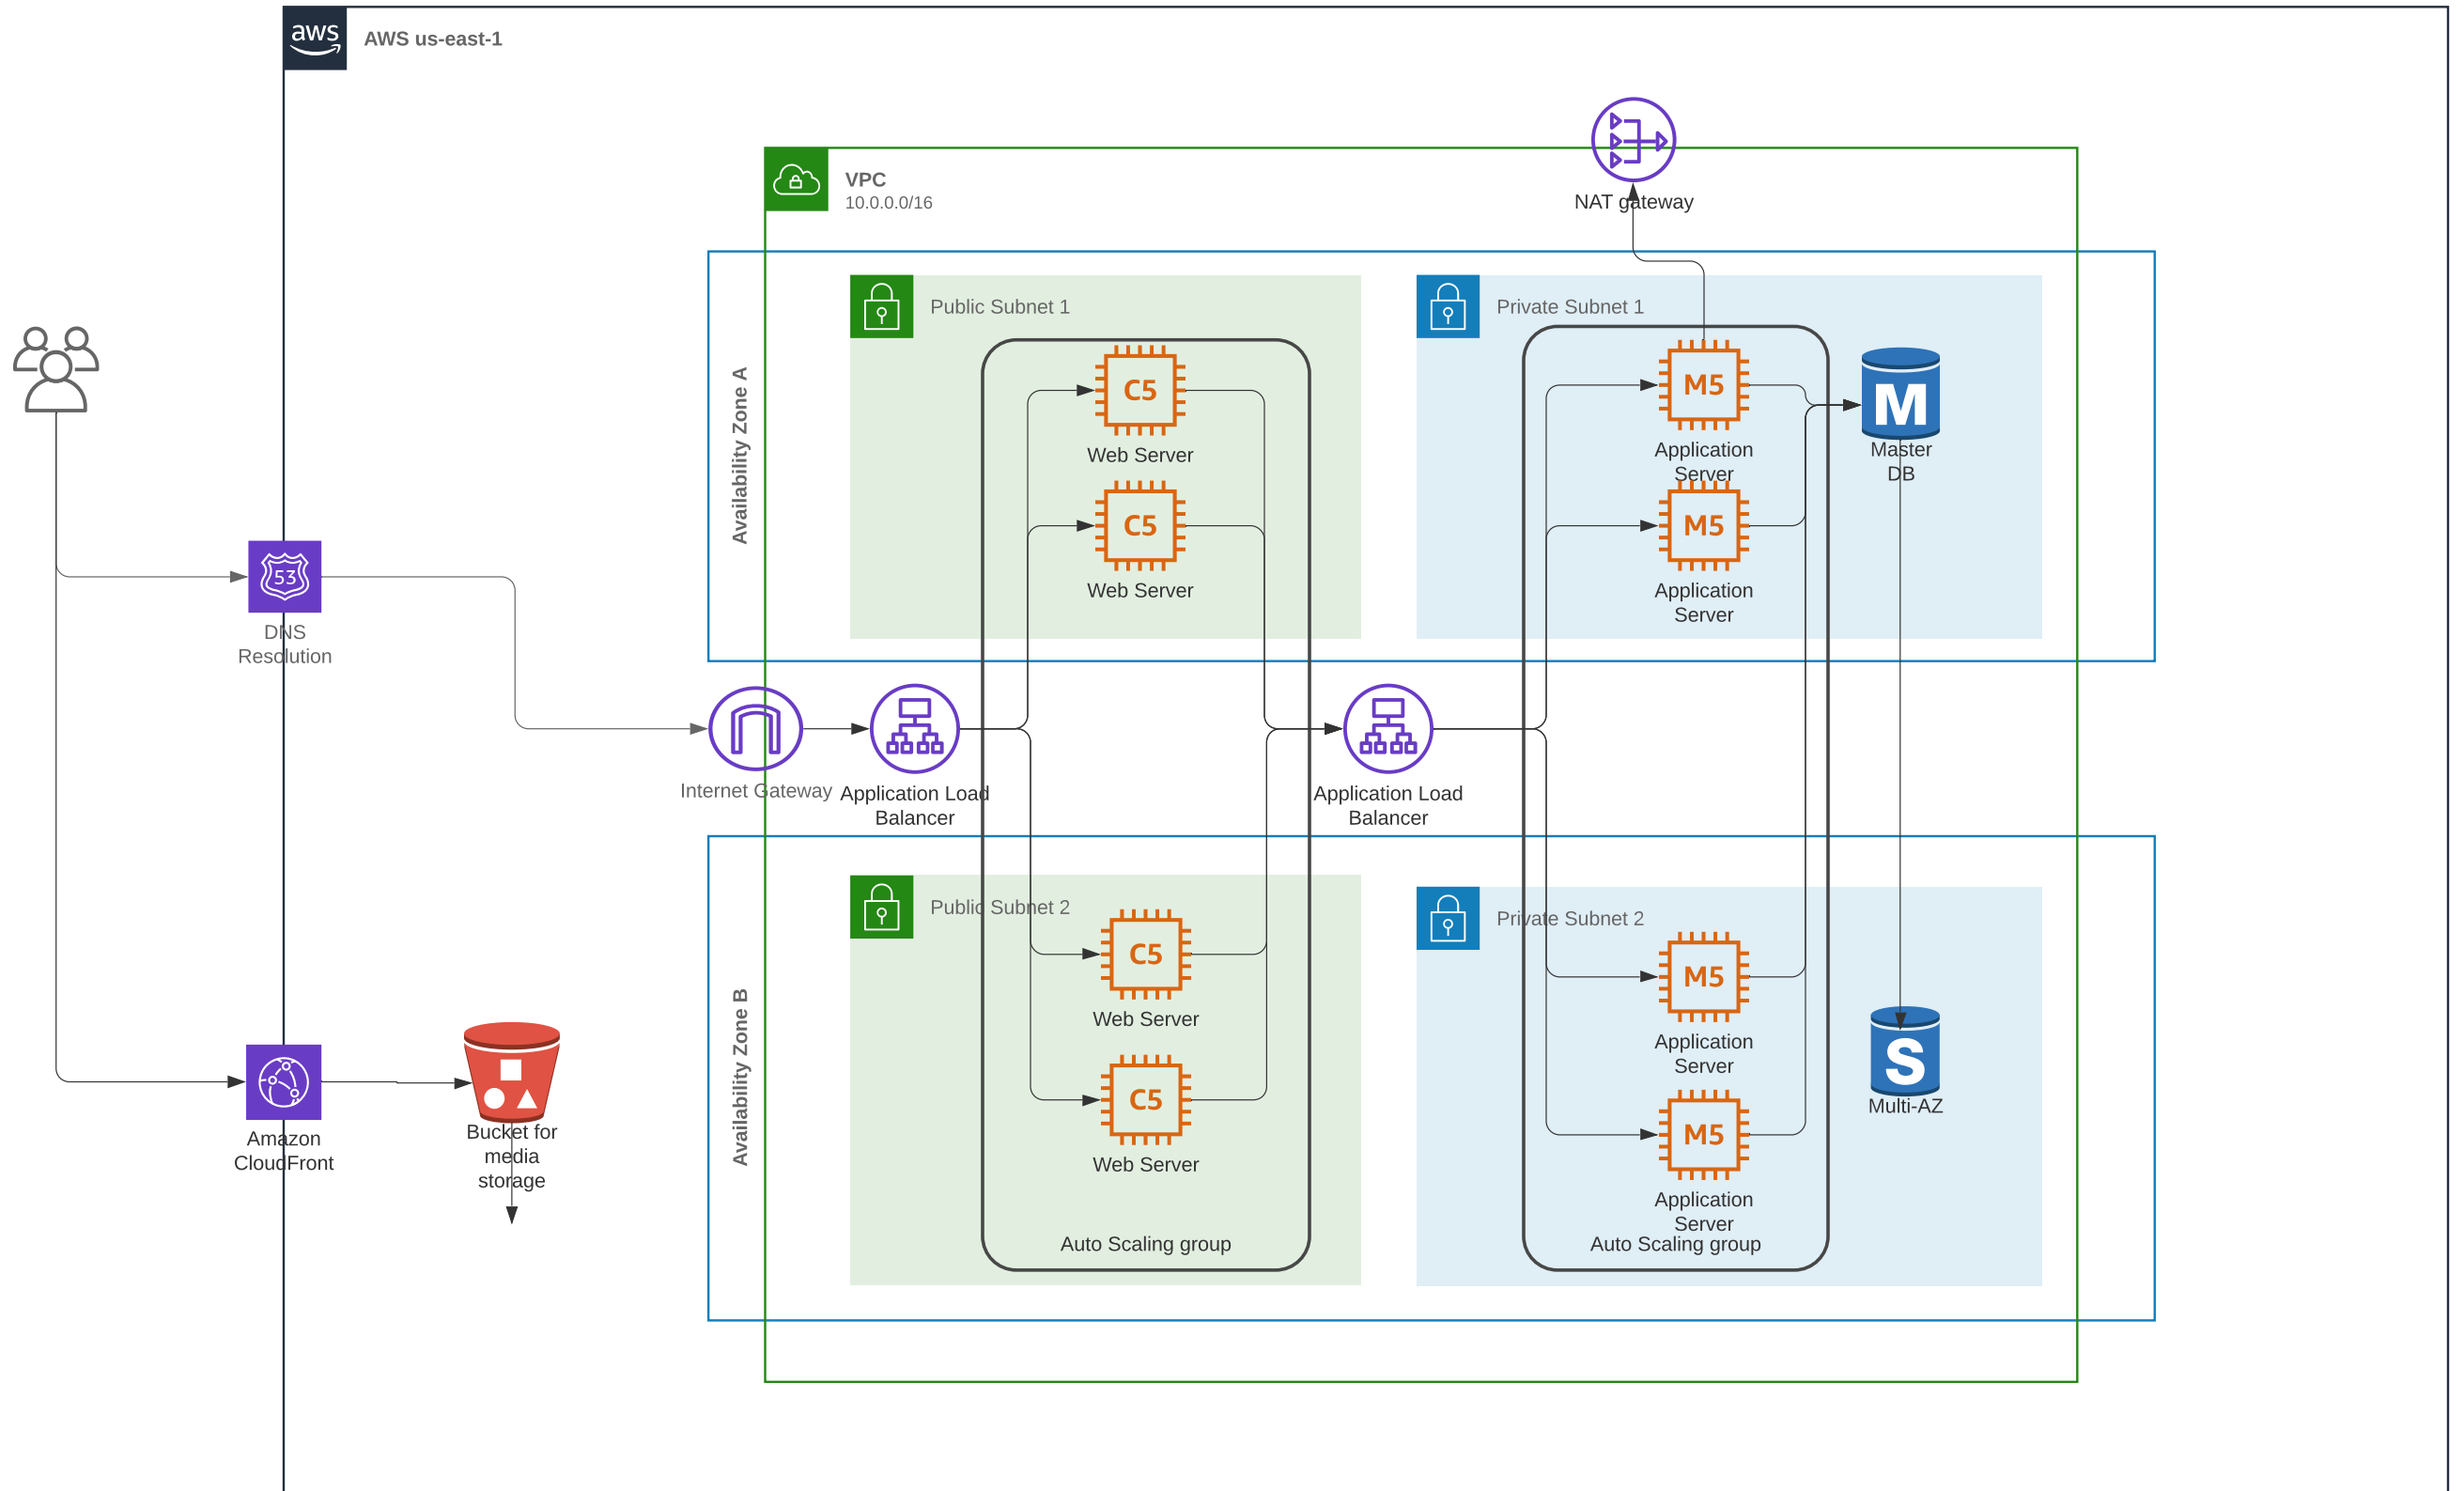 aws
AWS us-east-1
VPC
10.0.0.0/16
NAT gateway
Availability Zone A
Public Subnet 1
C5
Web Server
C5
Web Server
Private Subnet 1
M5
Application
Server
M5
Application
Server
M
Master
DB
53
DNS
Resolution
Internet Gateway
Application Load
Balancer
Application Load
Balancer
Availability Zone B
Public Subnet 2
C5
Web Server
C5
Web Server
Auto Scaling group
Private Subnet 2
M5
Application
Server
M5
Application
Server
Auto Scaling group
S
Multi-AZ
Amazon
CloudFront
Bucket for
media
storage